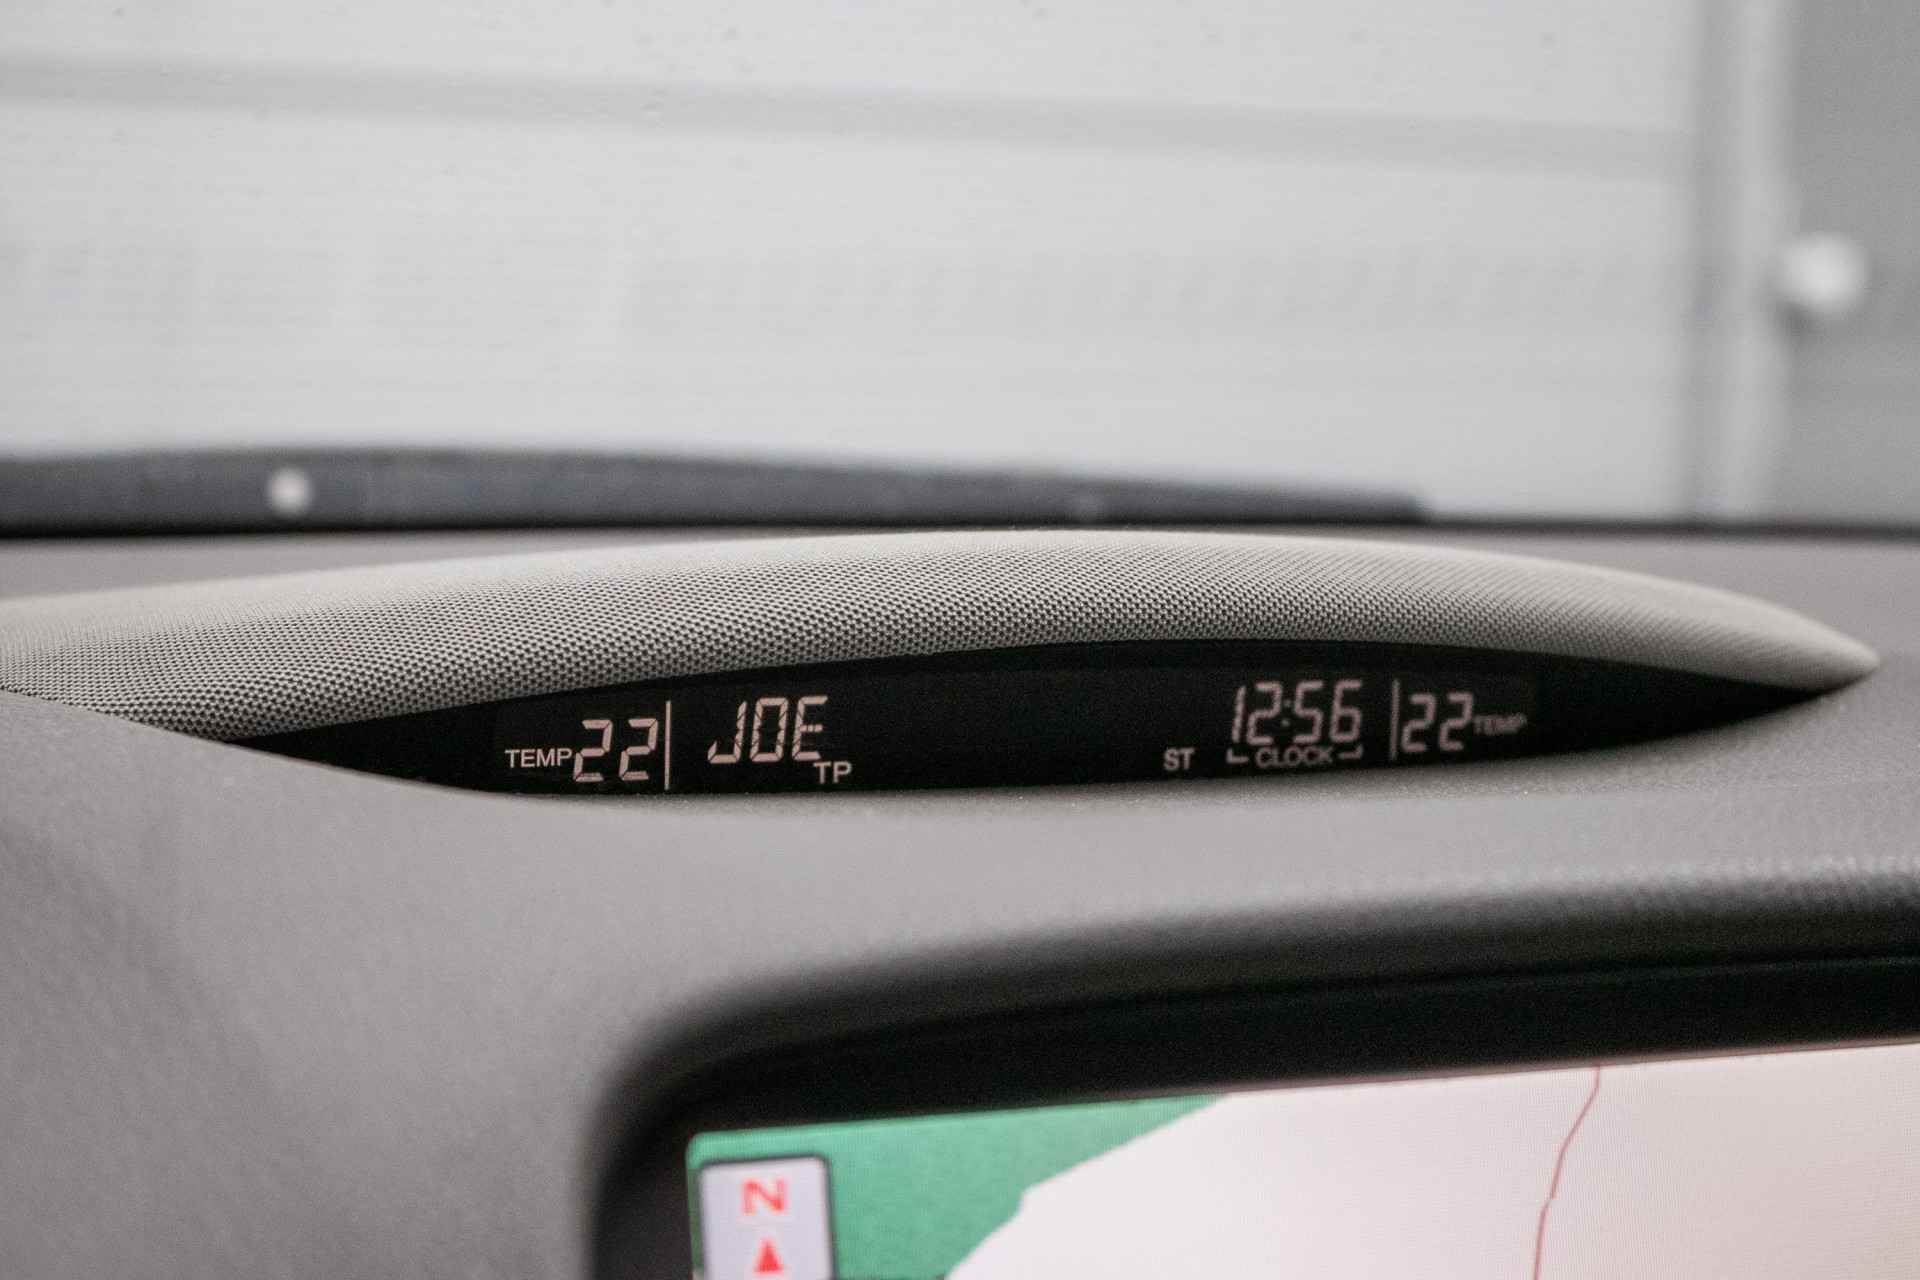 TEMP 22 JOE TP
ST 12:56 CLOCK 22 TEMP
N